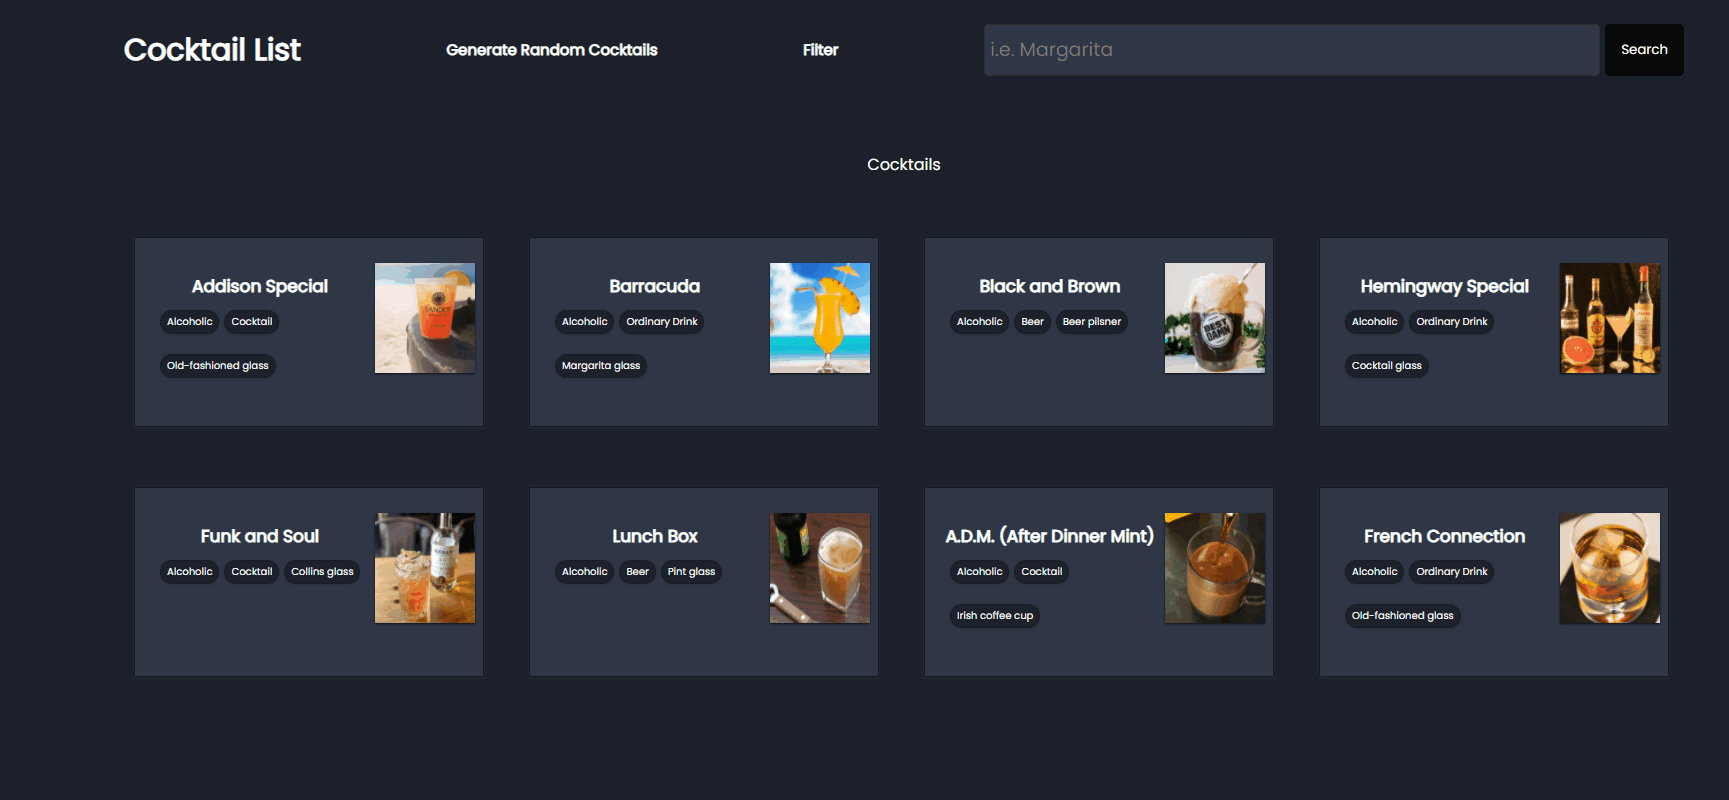 Cocktail List
Generate Random Cocktails
Filter
i.e. Margarita
Search
Cocktails
Addison Special
Alcoholic
Cocktail
Old-fashioned glass
Barracuda
Alcoholic
Ordinary Drink
Margarita glass
Black and Brown
Alcoholic
Beer
Beer pilsner
BEST
DAMN
Hemingway Special
Alcoholic
Ordinary Drink
Cocktail glass
Funk and Soul
Alcoholic
Cocktail
Collins glass
Lunch Box
Alcoholic
Beer
Pint glass
A.D.M. (After Dinner Mint)
Alcoholic
Cocktail
Irish coffee cup
French Connection
Alcoholic
Ordinary Drink
Old-fashioned glass